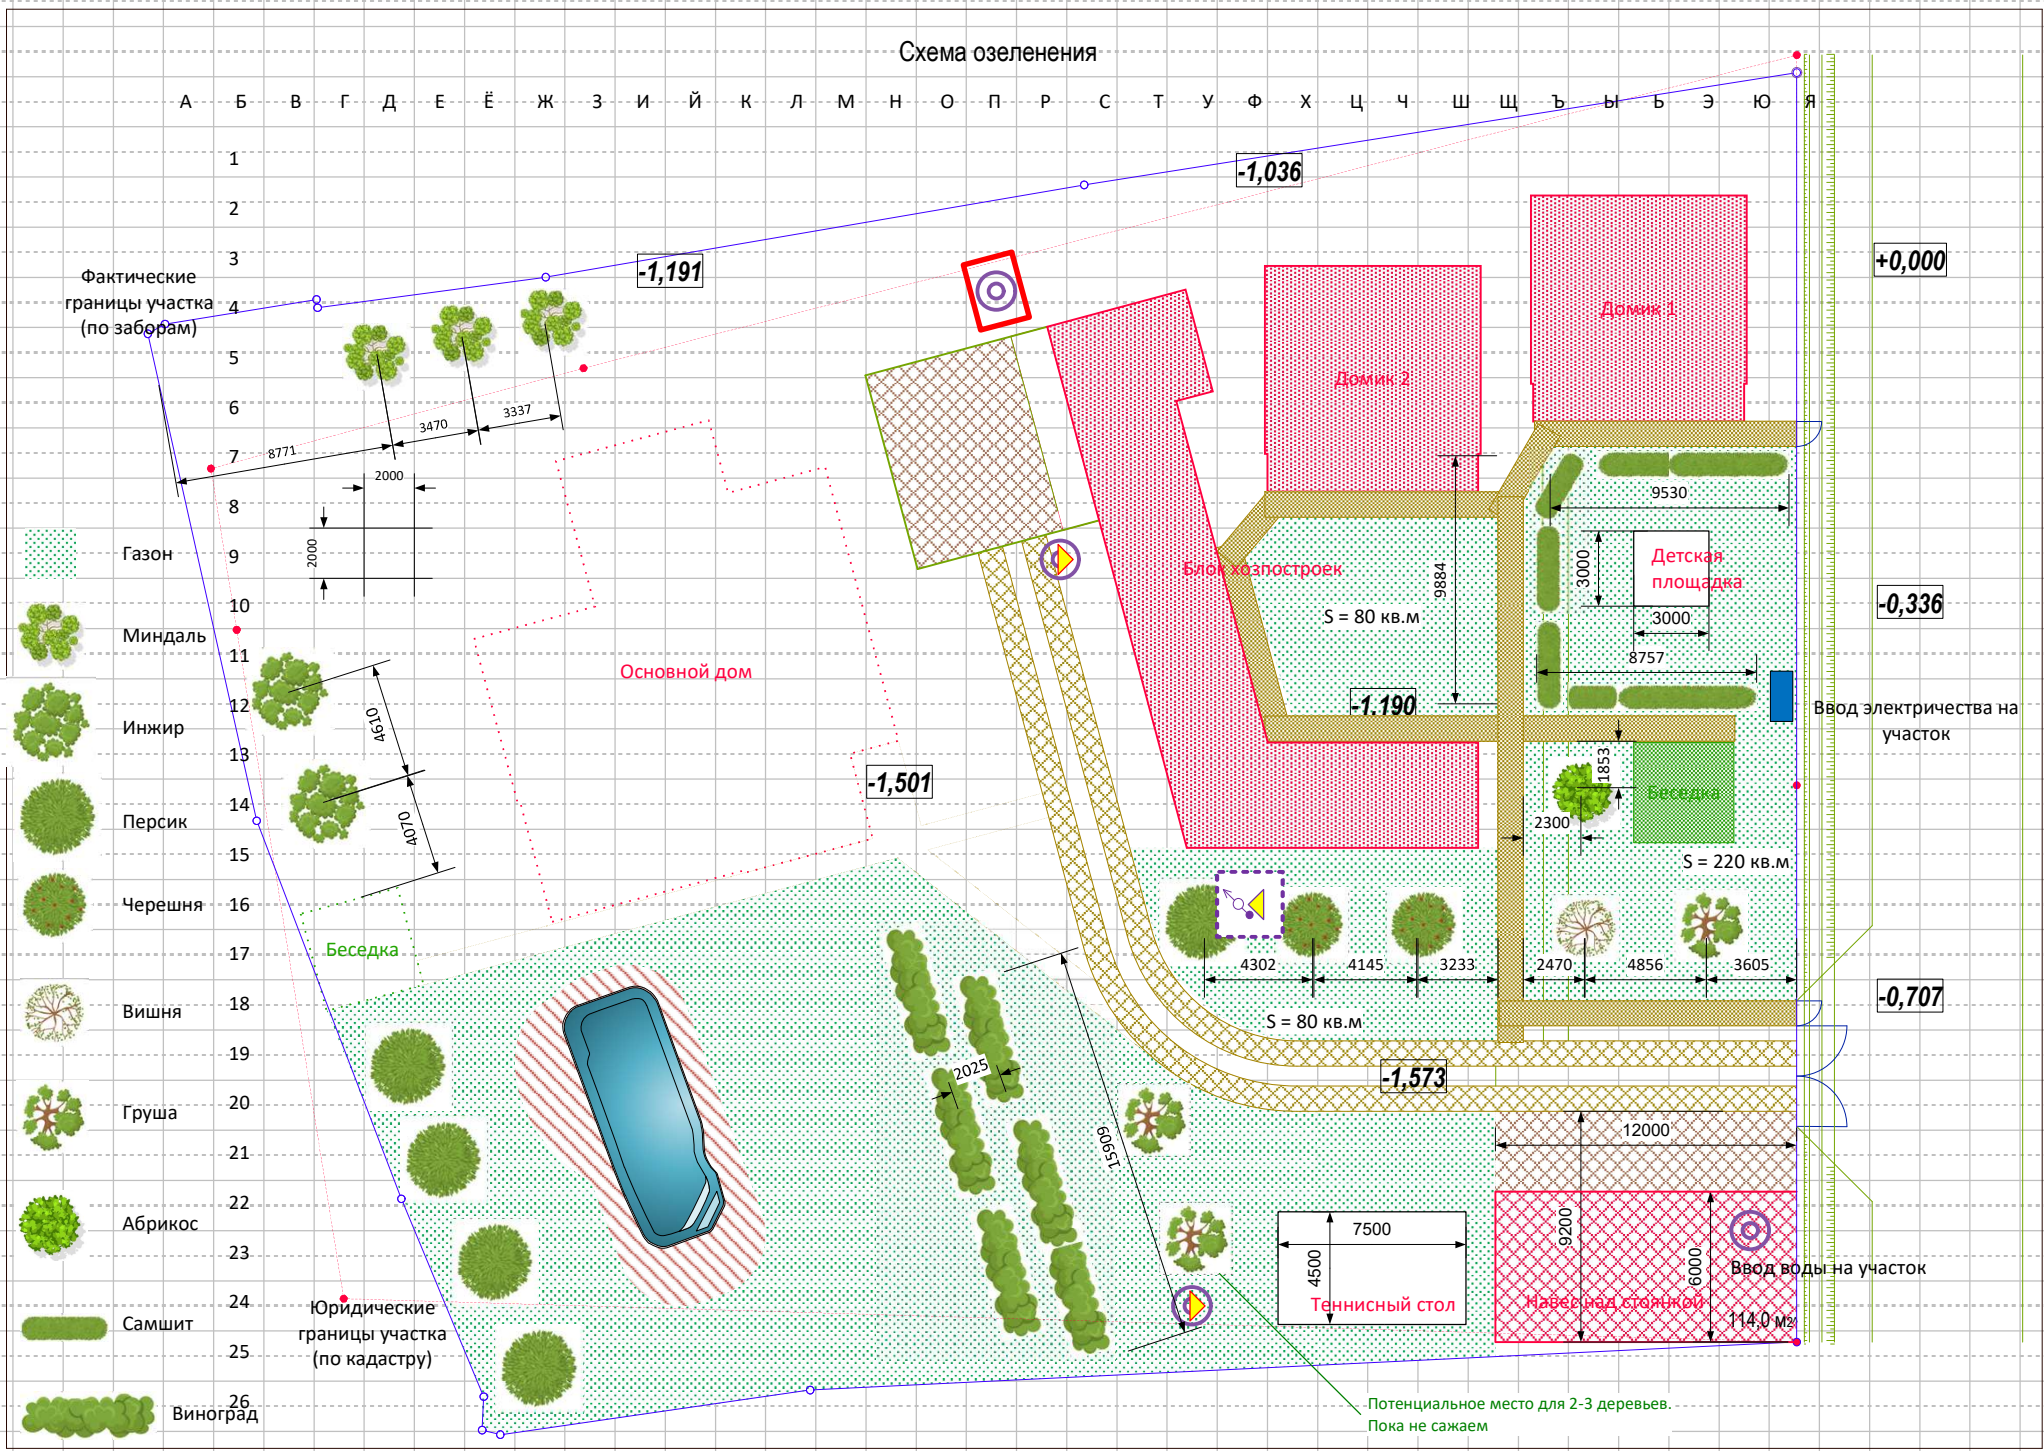 Схема озеленения
А Б В Г Д Е Ё Ж З И Й К Л М Н О П Р С Т У Ф Х Ц Ч Ш Щ Ъ Ы Ь Э Ю Я
1
2
3
4
5
6
7
8
9
10
11
12
13
14
15
16
17
18
19
20
21
22
23
24
25
26
Фактические
границы участка
(по заборам)
-1,036
-1,191
+0,000
-0,336
-0,707
-1,190
-1,501
-1,573
8771
3470
3337
2000
2000
4610
4070
Газон
Миндаль
Инжир
Персик
Черешня
Вишня
Груша
Абрикос
Самшит
Виноград
Домик 1
Домик 2
Блок хозпостроек
Основной дом
S = 80 кв.м
9884
9530
Детская
площадка
3000
3000
8757
Ввод электричества на
участок
1853
Беседка
2300
S = 220 кв.м
4302
4145
3233
2470
4856
3605
S = 80 кв.м
Беседка
2025
15909
12000
9200
6000
7500
4500
Теннисный стол
Навес над стоянкой
Ввод воды на участок
114,0 м2
Юридические
границы участка
(по кадастру)
Потенциальное место для 2-3 деревьев.
Пока не сажаем